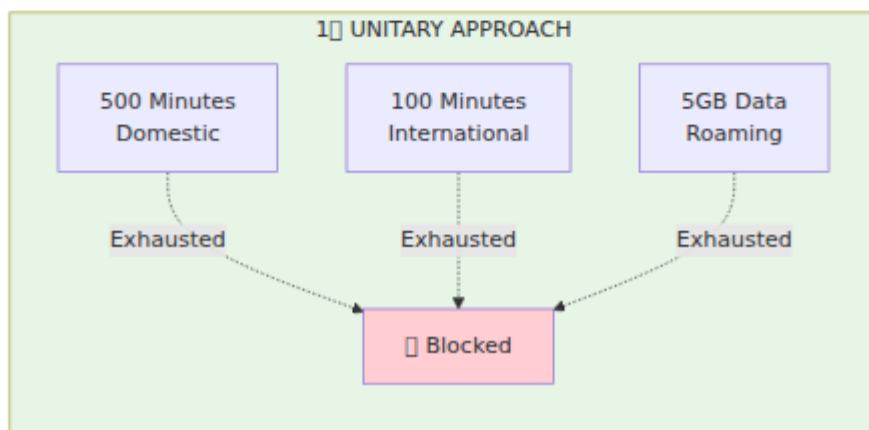 1▯ UNITARY APPROACH
500 Minutes
Domestic
100 Minutes
International
5GB Data
Roaming
Exhausted
Exhausted
Exhausted
▯ Blocked